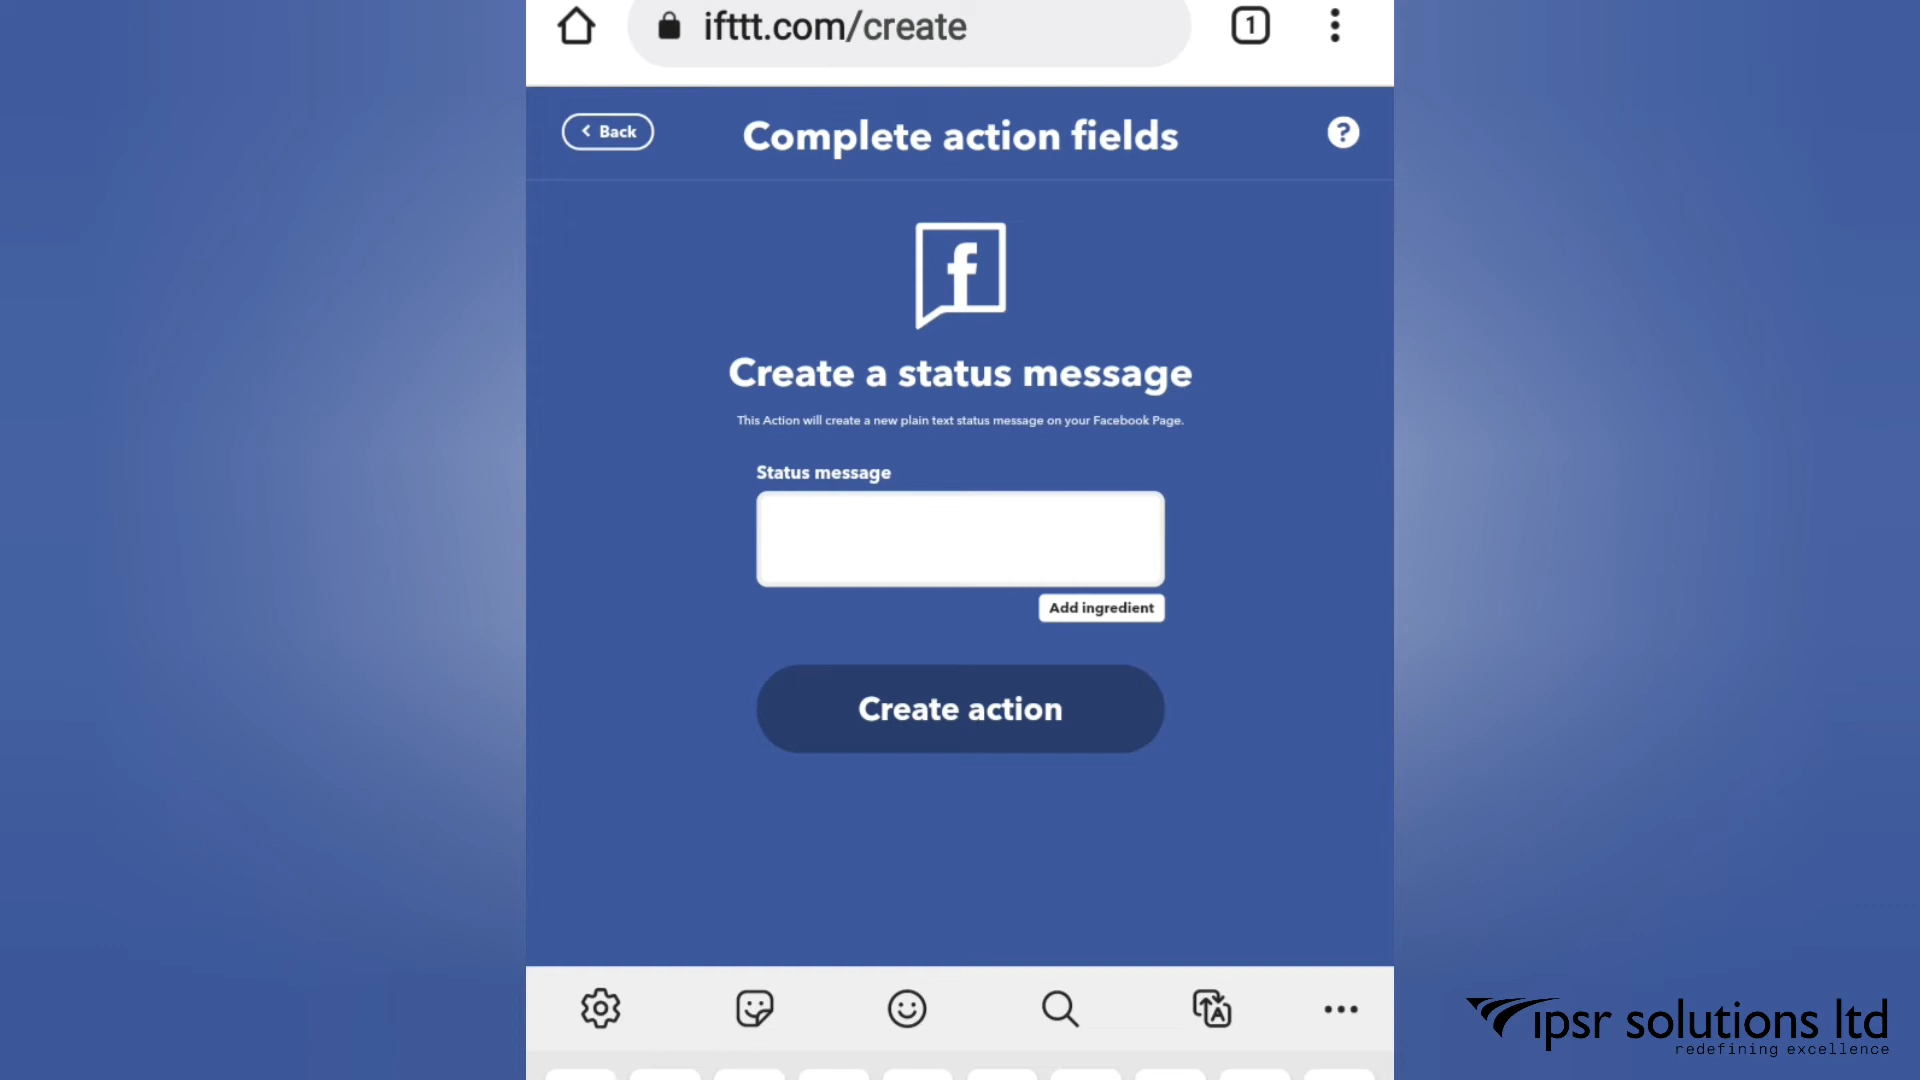 ifttt.com/create
1
Back
Complete action fields
?
f
Create a status message
This Action will create a new plain text status message on your Facebook Page.
Status message
Add ingredient
Create action
A
ipsr solutions ltd
redefining excellence